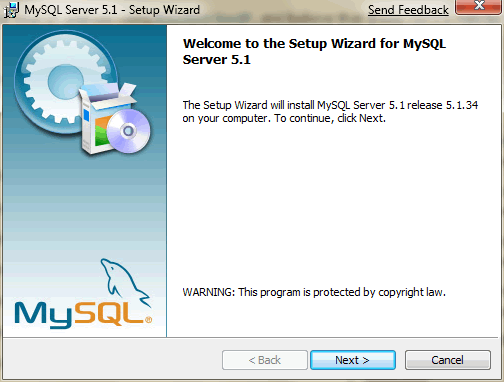 MySQL Server 5.1 - Setup Wizard
Send Feedback
Welcome to the Setup Wizard for MySQL
Server 5.1
The Setup Wizard will install MySQL Server 5.1 release 5.1.34
on your computer. To continue, click Next.
WARNING: This program is protected by copyright law.
MySQL®
< Back
Next >
Cancel